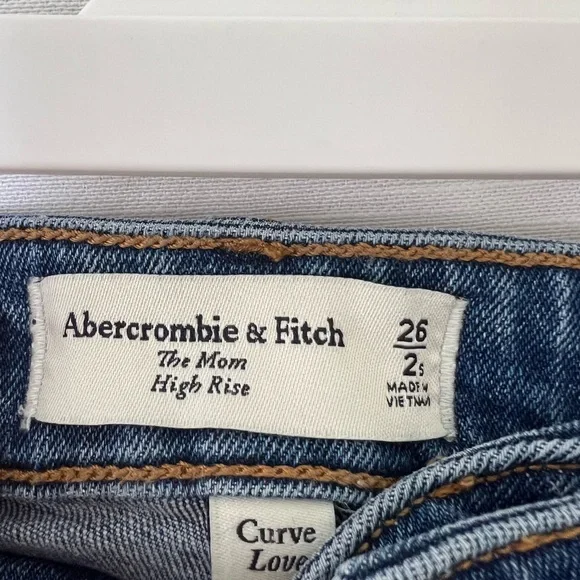 Abercrombie & Fitch
The Mom
High Rise
26
2s
MADE IN
VIETNAM
Curve
Love